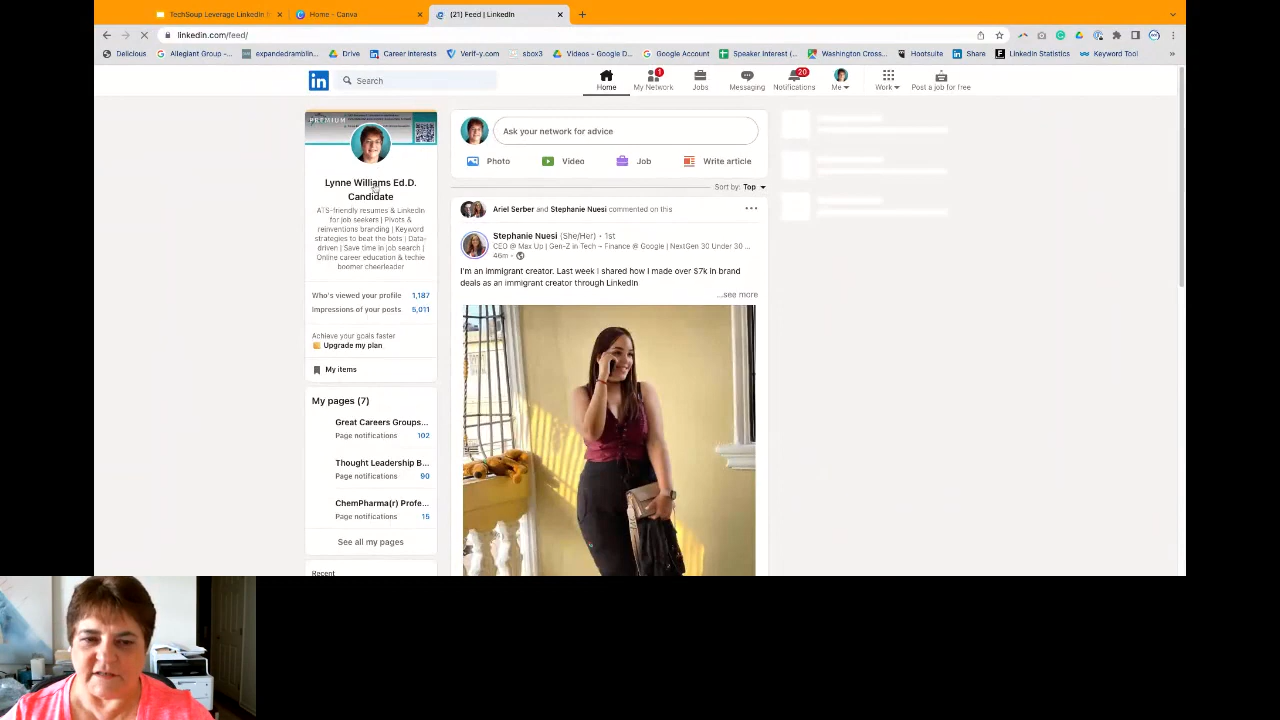 TechSoup Leverage LinkedIn
Home - Canva
(21) Feed | LinkedIn
linkedin.com/feed/
Delicious
Allegiant Group -...
expandedramblin...
Drive
Career Interests
Verif-y.com
sbox3
Videos - Google D...
Google Account
Speaker Interest (...
Washington Cross...
Hootsuite
Share
LinkedIn Statistics
Keyword Tool
in
Search
Home
1
My Network
Jobs
Messaging
20
Notifications
Me
Work
Post a job for free
PREMIUM
Lynne Williams Ed.D.
Candidate
ATS-friendly resumes & LinkedIn
for job seekers | Pivots &
reinventions branding | Keyword
strategies to beat the bots | Data-
driven | Save time in job search |
Online career education & techie
boomer cheerleader
Who's viewed your profile 1,187
Impressions of your posts 5,011
Achieve your goals faster
Upgrade my plan
My items
My pages (7)
Great Careers Groups...
Page notifications 102
Thought Leadership B...
Page notifications 90
ChemPharma(r) Profe...
Page notifications 15
See all my pages
Recent
Ask your network for advice
Photo
Video
Job
Write article
Sort by: Top
Ariel Serber and Stephanie Nuesi commented on this
Stephanie Nuesi (She/Her) • 1st
CEO @ Max Up | Gen-Z in Tech ~ Finance @ Google | NextGen 30 Under 30 ...
46m •
I'm an immigrant creator. Last week I shared how I made over $7k in brand
deals as an immigrant creator through LinkedIn
...see more